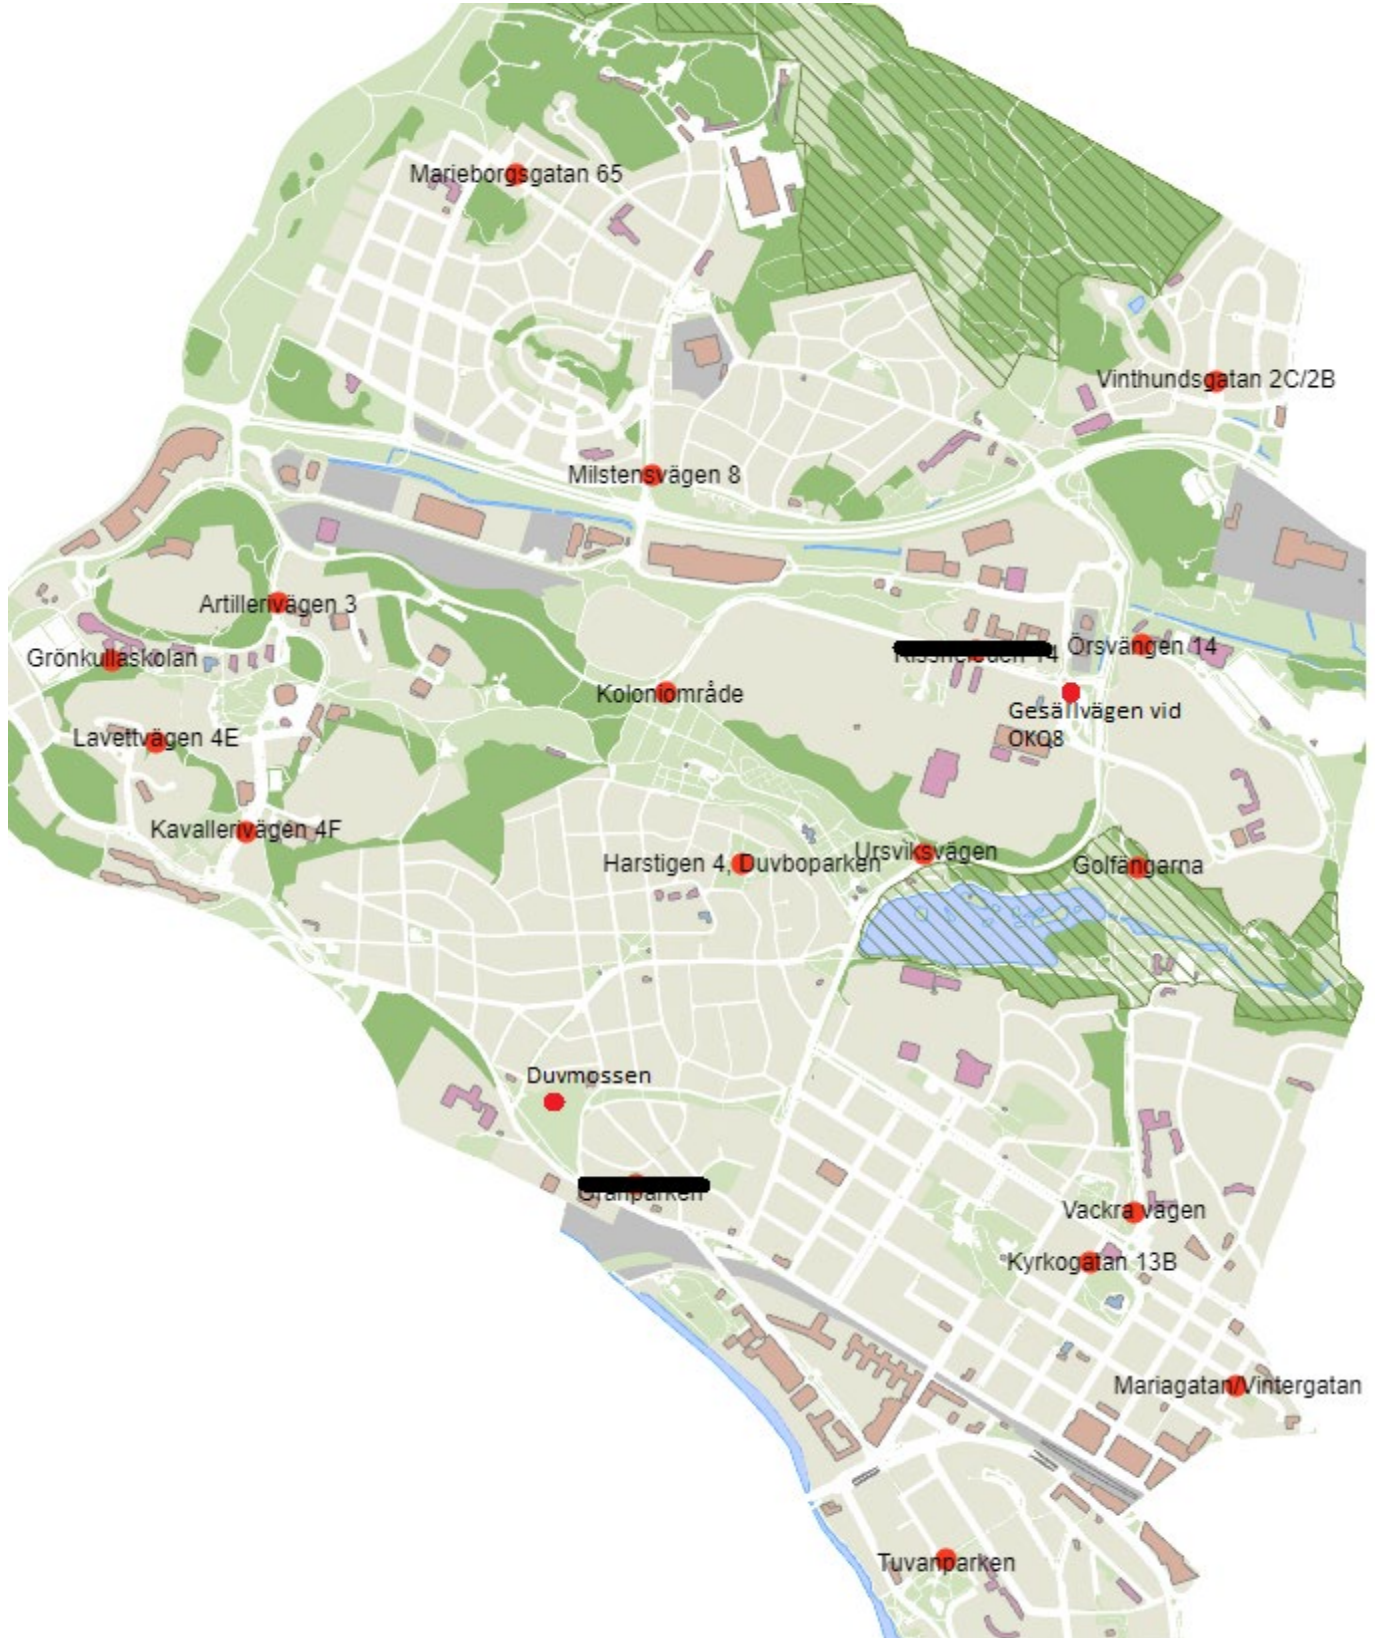 Marieborgsgatan 65
Vinthundsgatan 2C/2B
Milstensvägen 8
Artillerivägen 3
Örsvängen 14
Grönkullaskolan
Koloniområde
Gesällvägen vid
OKQ8
Lavettvägen 4E
Kavallerivägen 4F
Harstigen 4, Duvboparken
Ursviksvägen
Golfängarna
Duvmossen
Granparken
Vackra vägen
Kyrkogatan 13B
Mariagatan/Vintergatan
Tuvanparken